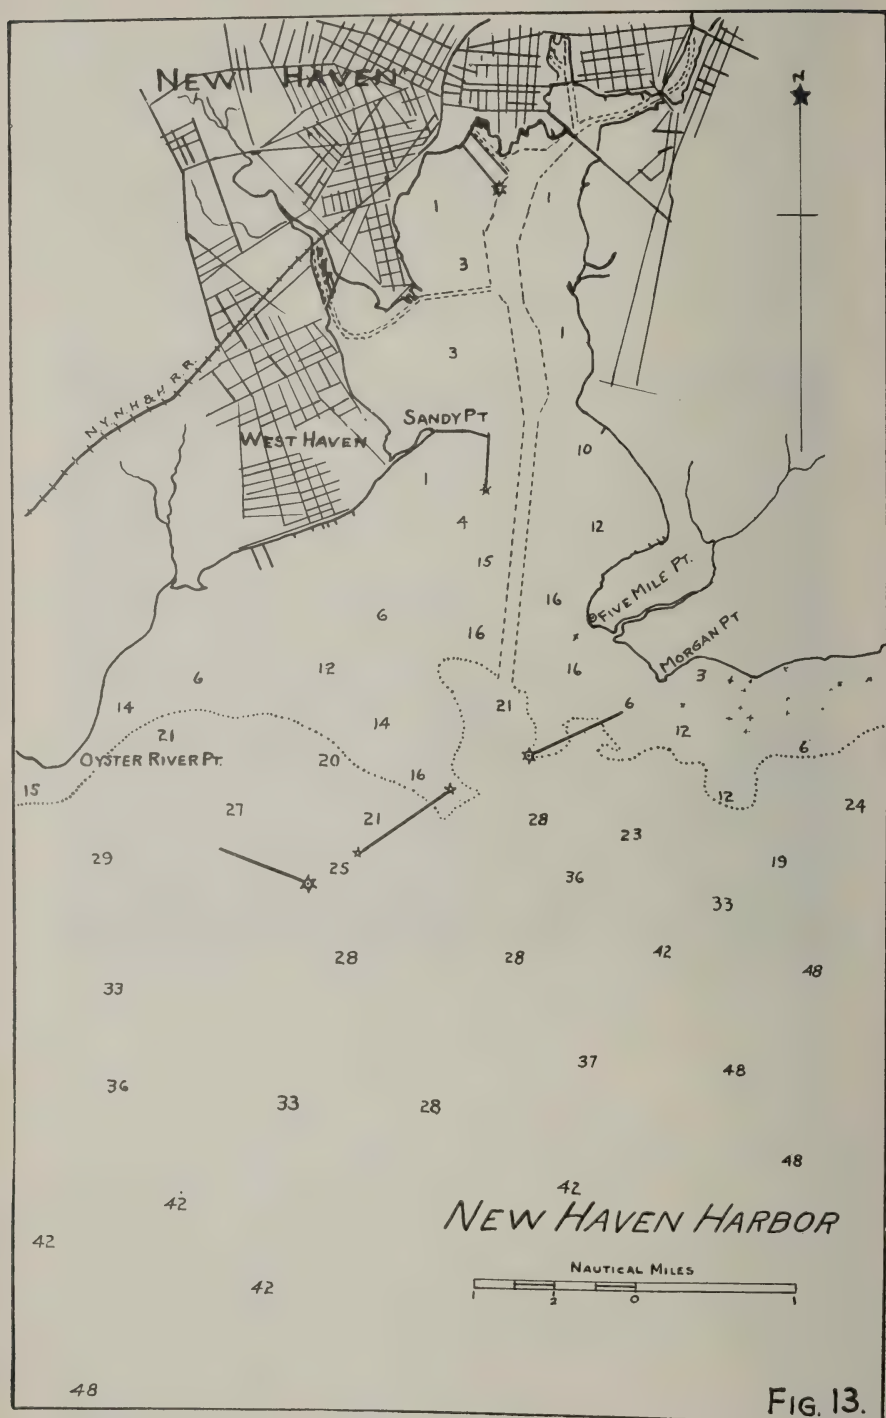 NEW HAVEN
N
1 1
3
1
3
N.Y. N.H & H. R.R.
SANDY PT
WEST HAVEN
10
1
4 12
15
FIVE MILE PT.
16
6
16
MORGAN PT
12 16 3
6
14 21 6
14 12
21
6
OYSTER RIVER PT. 20
16
15 12
27 21 28 24
23
29 25 19
36
33
28 28 42
48
33
37
48
36
33 28
48
42
42
NEW HAVEN HARBOR
42
NAUTICAL MILES
42
1 2 0 1
48
FIG. 13.